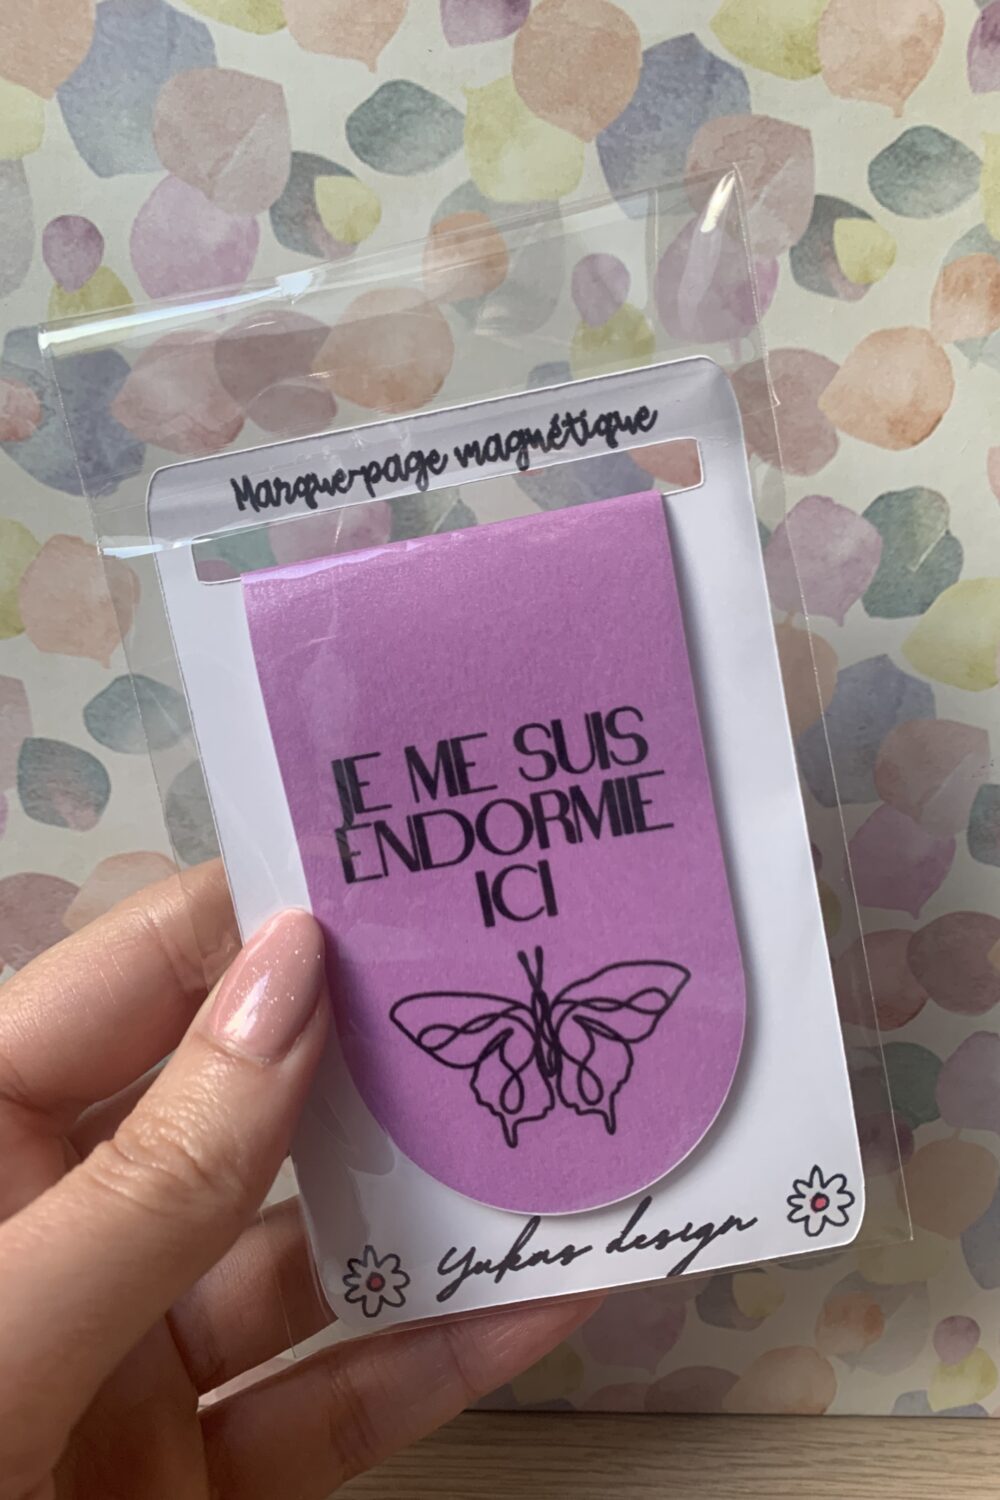 Marque-page magnétique
JE ME SUIS
ENDORMIE
ICI
Yukas design